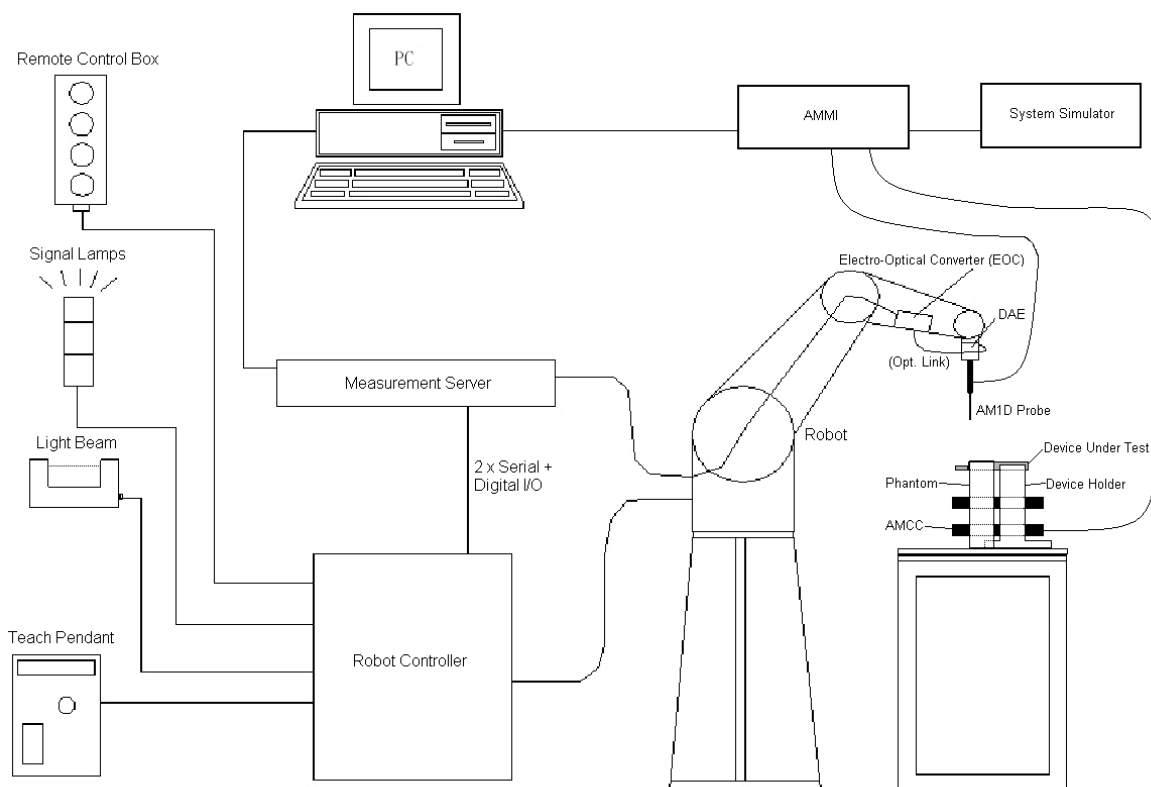 Remote Control Box
PC
AMMI
System Simulator
Signal Lamps
Electro-Optical Converter (EOC)
DAE
(Opt. Link)
Measurement Server
AM1D Probe
Light Beam
Robot
2 x Serial +
Digital I/O
Device Under Test
Phantom
Device Holder
AMCC
Teach Pendant
Robot Controller